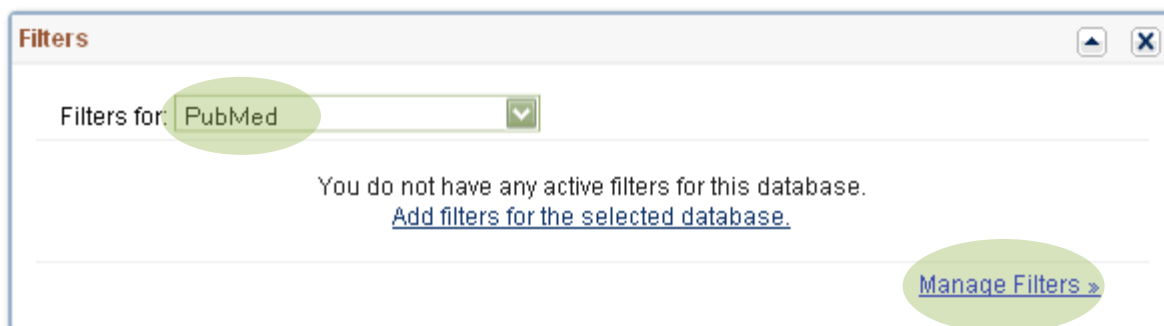 Filters
Filters for: PubMed
You do not have any active filters for this database.
Add filters for the selected database.
Manage Filters »